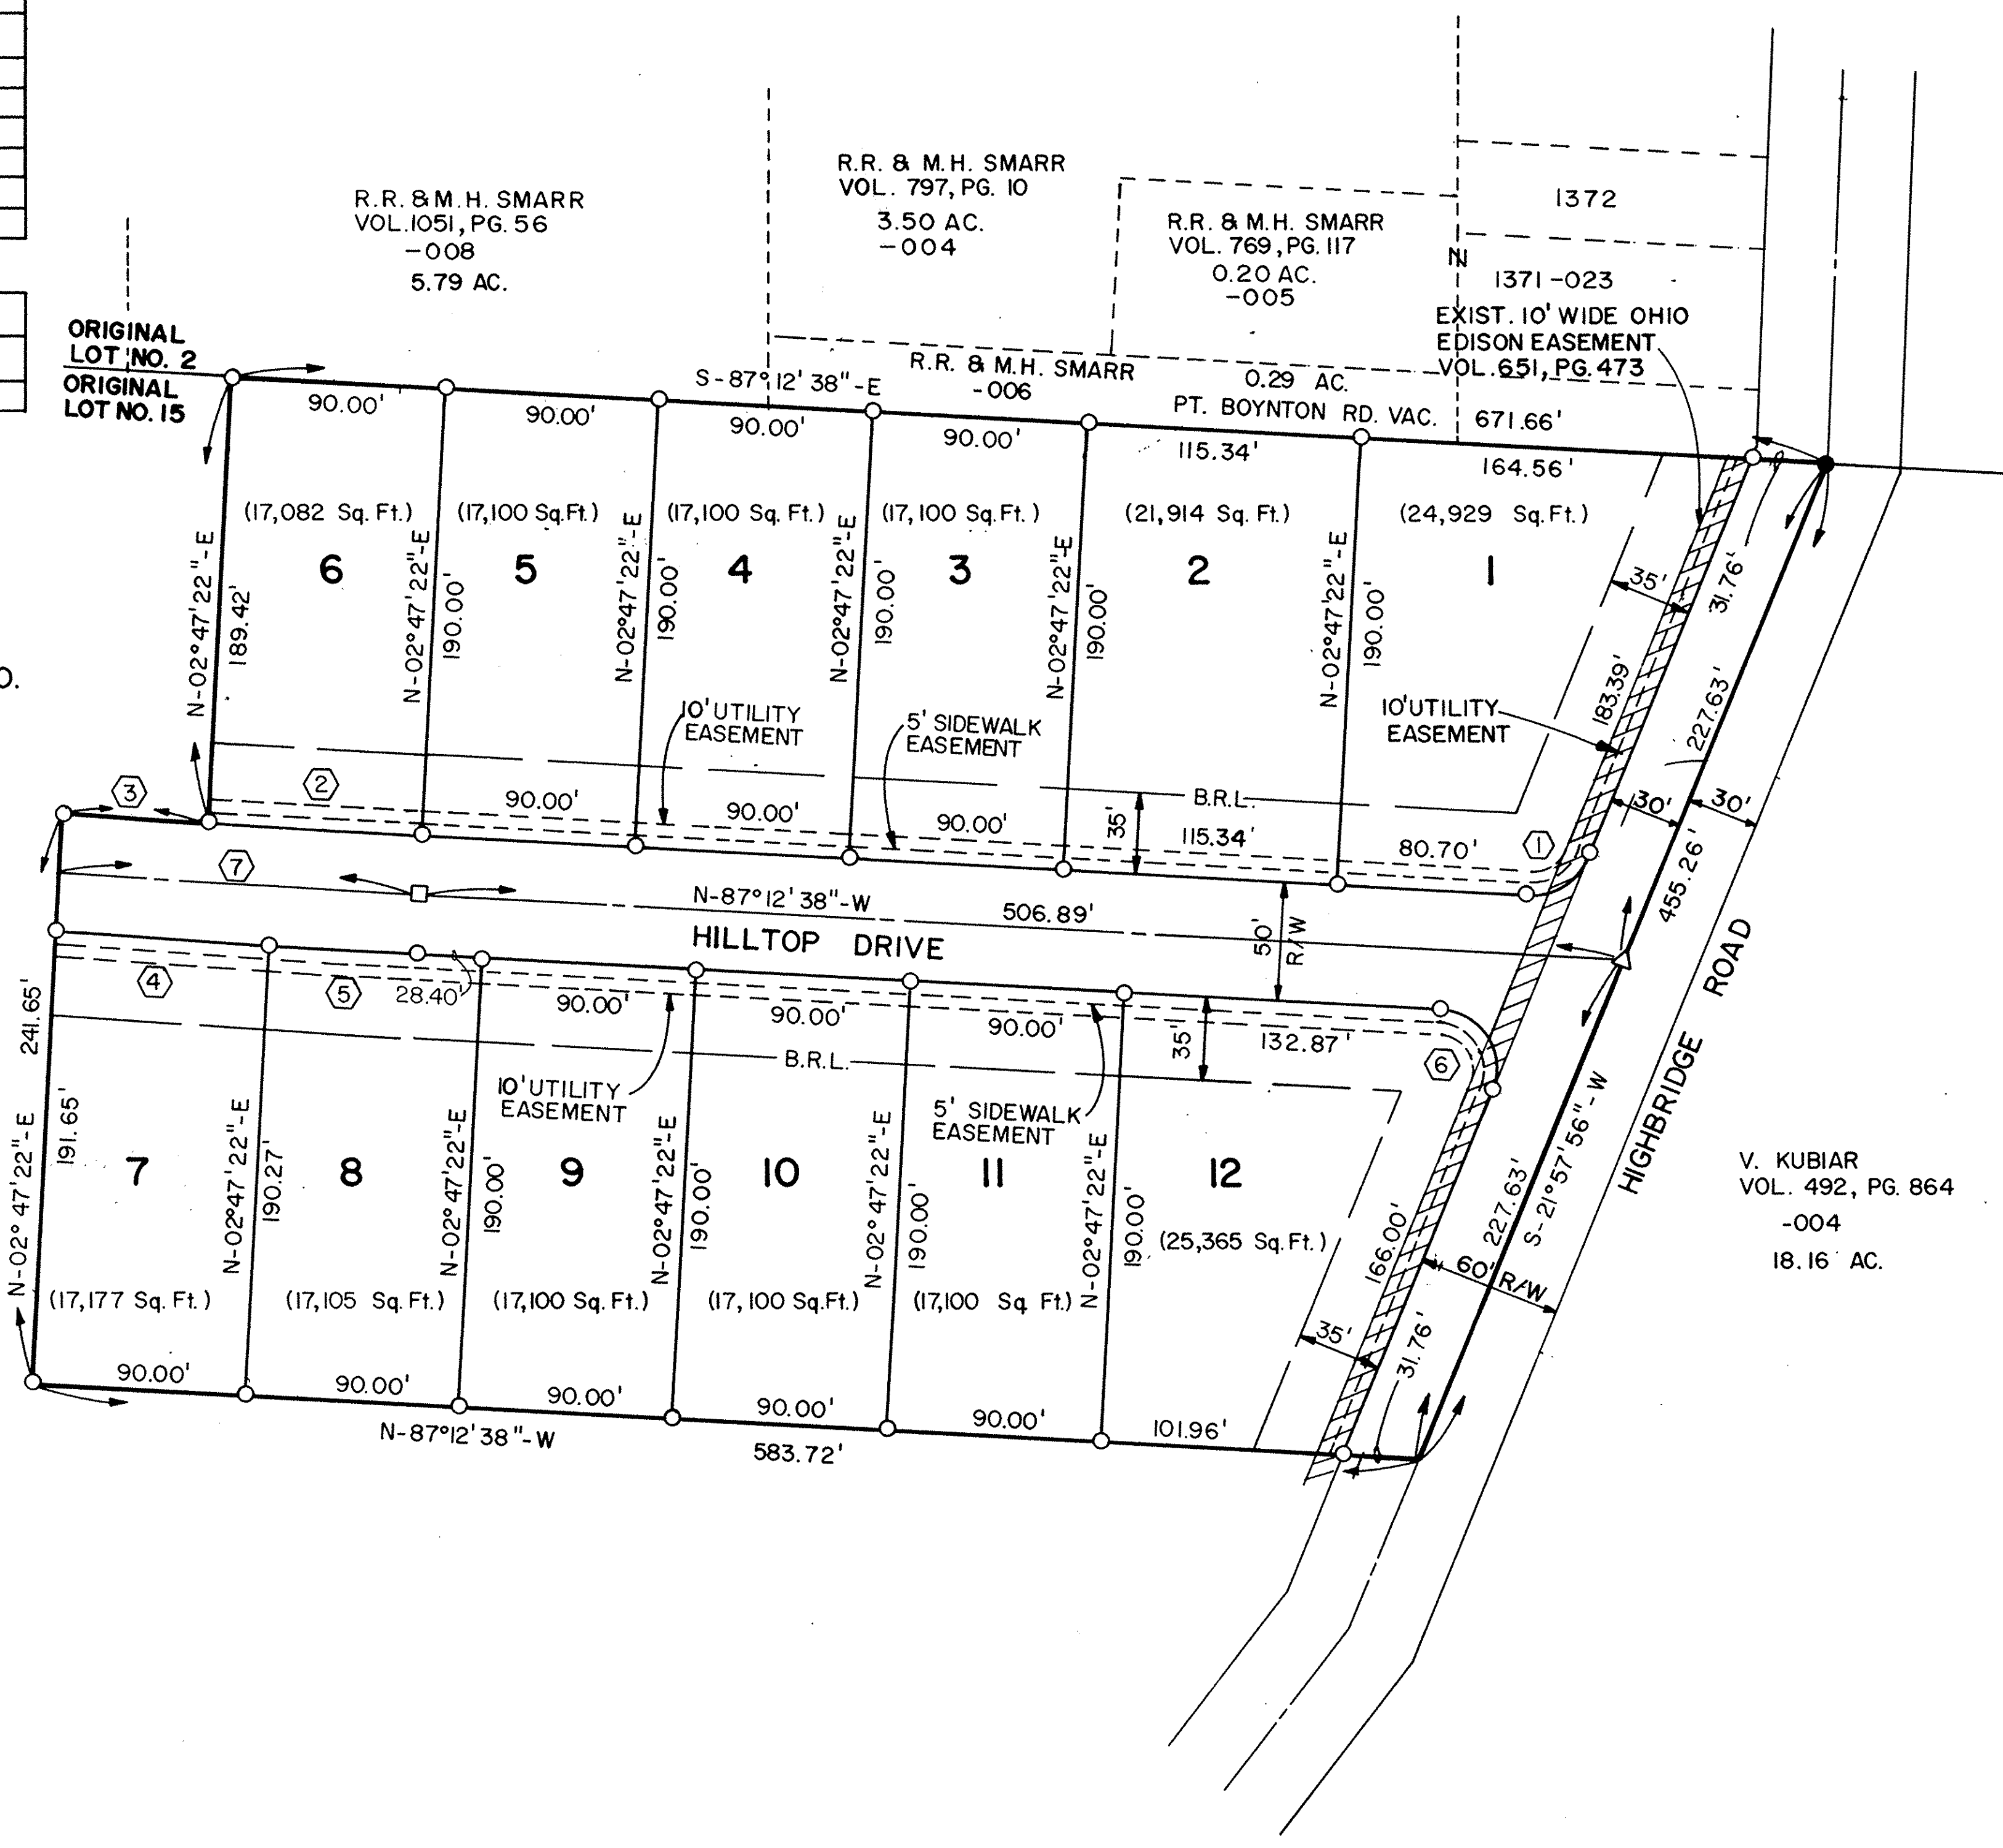 R.R. & M.H. SMARR
VOL. 797, PG. 10
3.50 AC.
-004
R.R. & M.H. SMARR
VOL. 1051, PG. 56
-008
5.79 AC.
R.R. & M.H. SMARR
VOL. 769, PG. 117
0.20 AC.
-005
1372
N
1371-023
EXIST. 10' WIDE OHIO
EDISON EASEMENT
VOL. 651, PG. 473
ORIGINAL
LOT NO. 2
ORIGINAL
LOT NO. 15
R.R. & M.H. SMARR
-006
0.29 AC.
S-87°12'38"-E
PT. BOYNTON RD. VAC.
671.66'
90.00'
90.00'
90.00'
90.00'
115.34'
164.56'
(17,082 Sq. Ft.)
(17,100 Sq.Ft.)
(17,100 Sq. Ft.)
(17,100 Sq. Ft.)
(21,914 Sq. Ft.)
(24,929 Sq.Ft.)
6
5
4
3
2
1
N-02°47'22"-E
189.42'
N-02°47'22"-E
190.00'
N-02°47'22"-E
190.00'
N-02°47'22"-E
190.00'
N-02°47'22"-E
190.00'
N-02°47'22"-E
190.00'
35'
31.76'
183.39'
227.63'
O.
10' UTILITY
EASEMENT
5' SIDEWALK
EASEMENT
10' UTILITY
EASEMENT
3
2
90.00'
90.00'
90.00'
35'
B.R.L.
115.34'
80.70'
1
30'
30'
455.26'
7
N-87°12'38"-W
506.89'
HILLTOP DRIVE
50'
R/W
4
5
28.40'
90.00'
90.00'
90.00'
35'
132.87'
6
B.R.L.
10' UTILITY
EASEMENT
5' SIDEWALK
EASEMENT
HIGHBRIDGE ROAD
241.65'
N-02°47'22"-E
191.65'
N-02°47'22"-E
190.27'
N-02°47'22"-E
190.00'
N-02°47'22"-E
190.00'
N-02°47'22"-E
190.00'
N-02°47'22"-E
190.00'
7
8
9
10
11
12
(25,365 Sq.Ft.)
(17,177 Sq. Ft.)
(17,105 Sq. Ft.)
(17,100 Sq. Ft.)
(17,100 Sq.Ft.)
(17,100 Sq Ft.)
166.00'
227.63'
S-21°57'56"-W
60' R/W
35'
31.76'
V. KUBIAR
VOL. 492, PG. 864
-004
18.16 AC.
90.00'
90.00'
90.00'
90.00'
90.00'
101.96'
N-87°12'38"-W
583.72'